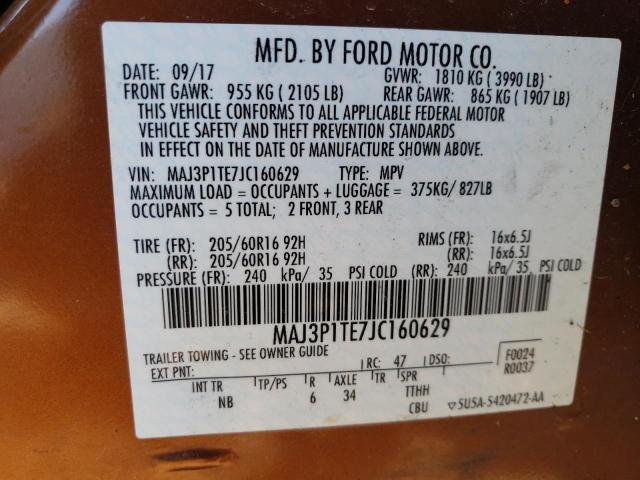 MFD. BY FORD MOTOR CO.
DATE: 09/17 GVWR: 1810 KG ( 3990 LB)
FRONT GAWR: 955 KG ( 2105 LB) REAR GAWR: 865 KG ( 1907 LB)
THIS VEHICLE CONFORMS TO ALL APPLICABLE FEDERAL MOTOR
VEHICLE SAFETY AND THEFT PREVENTION STANDARDS
IN EFFECT ON THE DATE OF MANUFACTURE SHOWN ABOVE.
VIN: MAJ3P1TE7JC160629 TYPE: MPV
MAXIMUM LOAD = OCCUPANTS + LUGGAGE = 375KG/ 827LB
OCCUPANTS = 5 TOTAL; 2 FRONT, 3 REAR
TIRE (FR): 205/60R16 92H RIMS (FR): 16x6.5J
(RR): 205/60R16 92H (RR): 16x6.5J
PRESSURE (FR): 240 kPa/ 35 PSI COLD (RR): 240 kPa/ 35 PSI COLD
MAJ3P1TE7JC160629
TRAILER TOWING - SEE OWNER GUIDE
EXT PNT: RC: 47 DSO: F0024
R0037
INT TR TP/PS R AXLE TR SPR
NB 6 34 TTHH
CBU 5U5A-5420472-AA